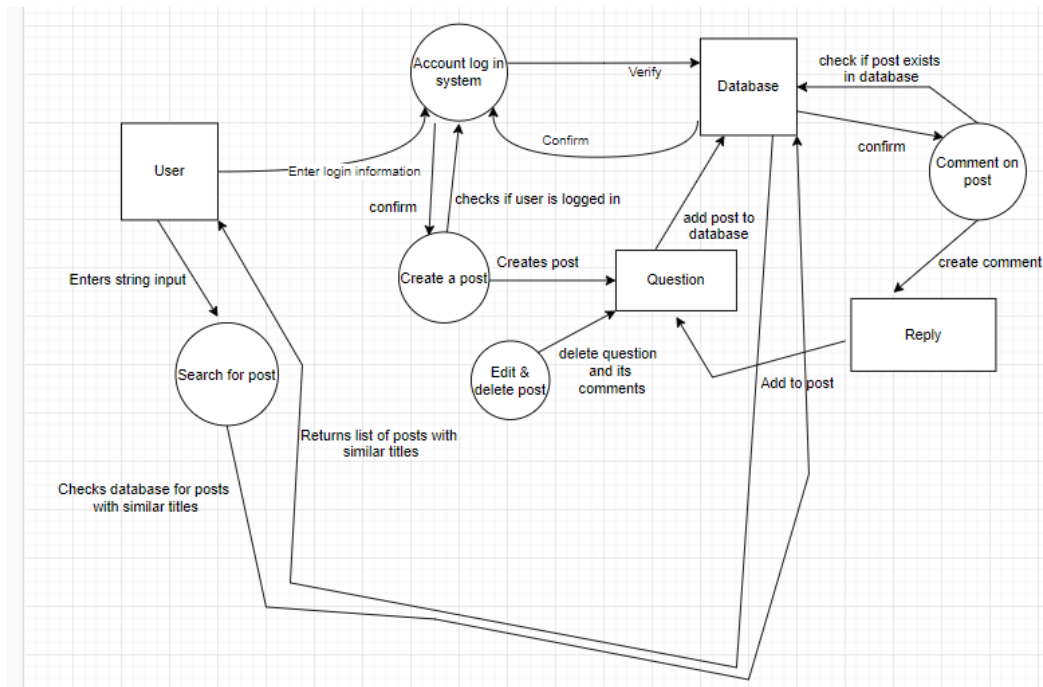 Account log in
system
Verify
Database
check if post exists
in database
User
Enter login information
Confirm
confirm
Comment on
post
confirm
checks if user is logged in
add post to
database
Enters string input
Create a post
Creates post
Question
create comment
Reply
Search for post
Edit &
delete post
delete question
and its
comments
Add to post
Returns list of posts with
similar titles
Checks database for posts
with similar titles